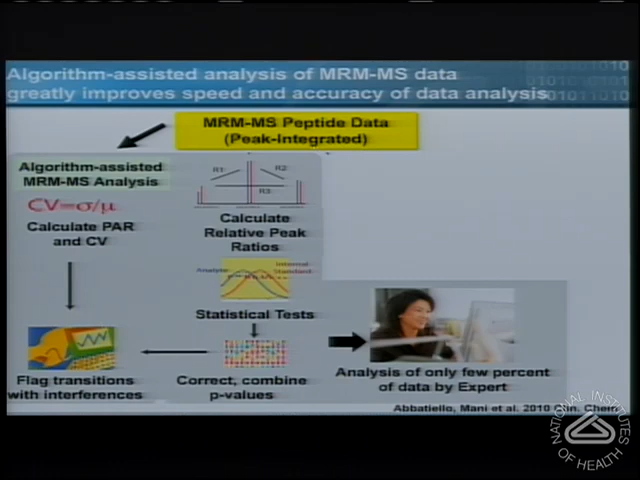 Algorithm-assisted analysis of MRM-MS data
greatly improves speed and accuracy of data analysis
MRM-MS Peptide Data
(Peak-Integrated)
Algorithm-assisted
MRM-MS Analysis
CV=σ/μ
Calculate PAR
and CV
R1:
R2:
R3:
Calculate
Relative Peak
Ratios
Analyte
Internal
Standard
Statistical Tests
Flag transitions
with interferences
Correct, combine
p-values
Analysis of only few percent
of data by Expert
Abbatiello, Mani et al. 2010 Clin. Chem
NATIONAL INSTITUTES
OF HEALTH